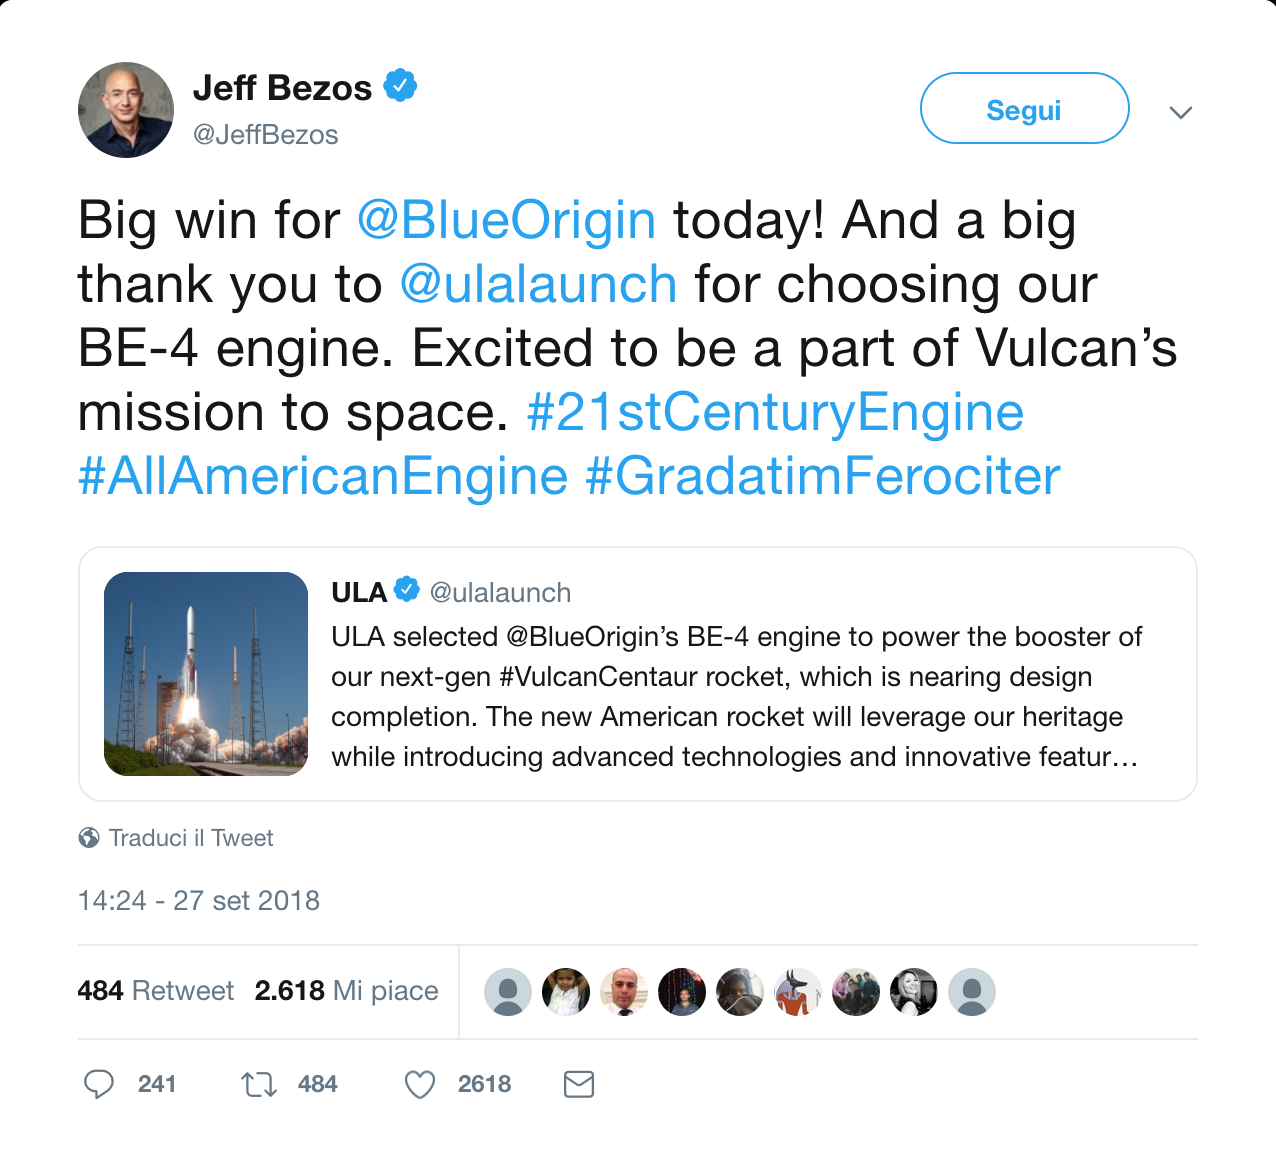 Jeff Bezos
@JeffBezos
Segui
Big win for @BlueOrigin today! And a big
thank you to @ulalaunch for choosing our
BE-4 engine. Excited to be a part of Vulcan’s
mission to space. #21stCenturyEngine
#AllAmericanEngine #GradatimFerociter
ULA @ulalaunch
ULA selected @BlueOrigin’s BE-4 engine to power the booster of
our next-gen #VulcanCentaur rocket, which is nearing design
completion. The new American rocket will leverage our heritage
while introducing advanced technologies and innovative featur…
Traduci il Tweet
14:24 - 27 set 2018
484 Retweet 2.618 Mi piace
241 484 2618